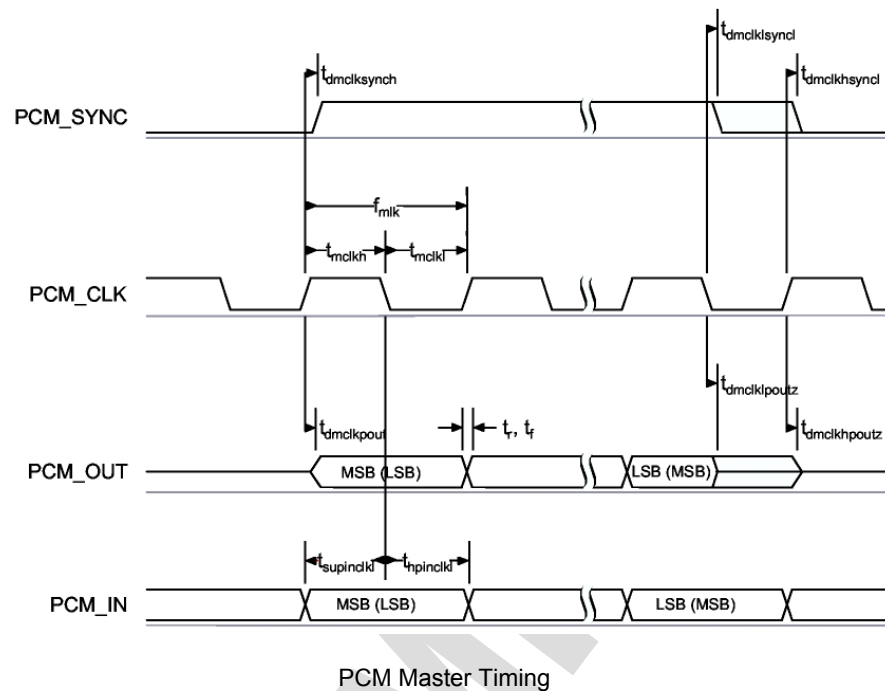 tdmclklsyncl
tdmclksynch
tdmclkhsyncl
PCM_SYNC
fmlk
tmclkh
tmclkl
PCM_CLK
tdmclklpoutz
tdmclkpout
tr, tf
tdmclkhpoutz
PCM_OUT
MSB (LSB)
LSB (MSB)
tsupinclkl
thpinclkl
PCM_IN
MSB (LSB)
LSB (MSB)
PCM Master Timing